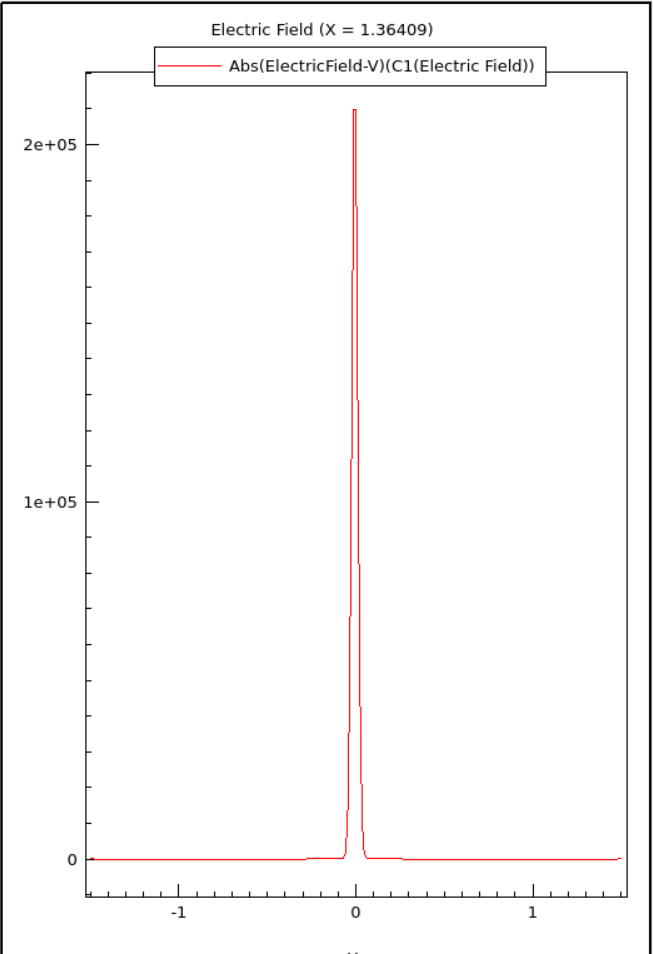 Electric Field (X = 1.36409)
Abs(ElectricField-V)(C1(Electric Field))
2e+05
1e+05
0
-1 0 1